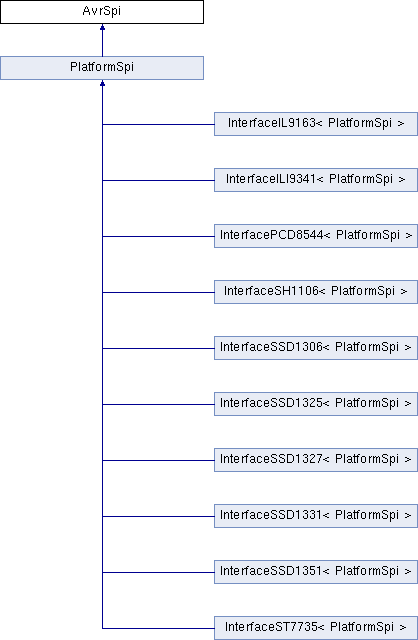 AvrSpi
PlatformSpi
InterfaceIL9163< PlatformSpi >
InterfaceILI9341< PlatformSpi >
InterfacePCD8544< PlatformSpi >
InterfaceSH1106< PlatformSpi >
InterfaceSSD1306< PlatformSpi >
InterfaceSSD1325< PlatformSpi >
InterfaceSSD1327< PlatformSpi >
InterfaceSSD1331< PlatformSpi >
InterfaceSSD1351< PlatformSpi >
InterfaceST7735< PlatformSpi >